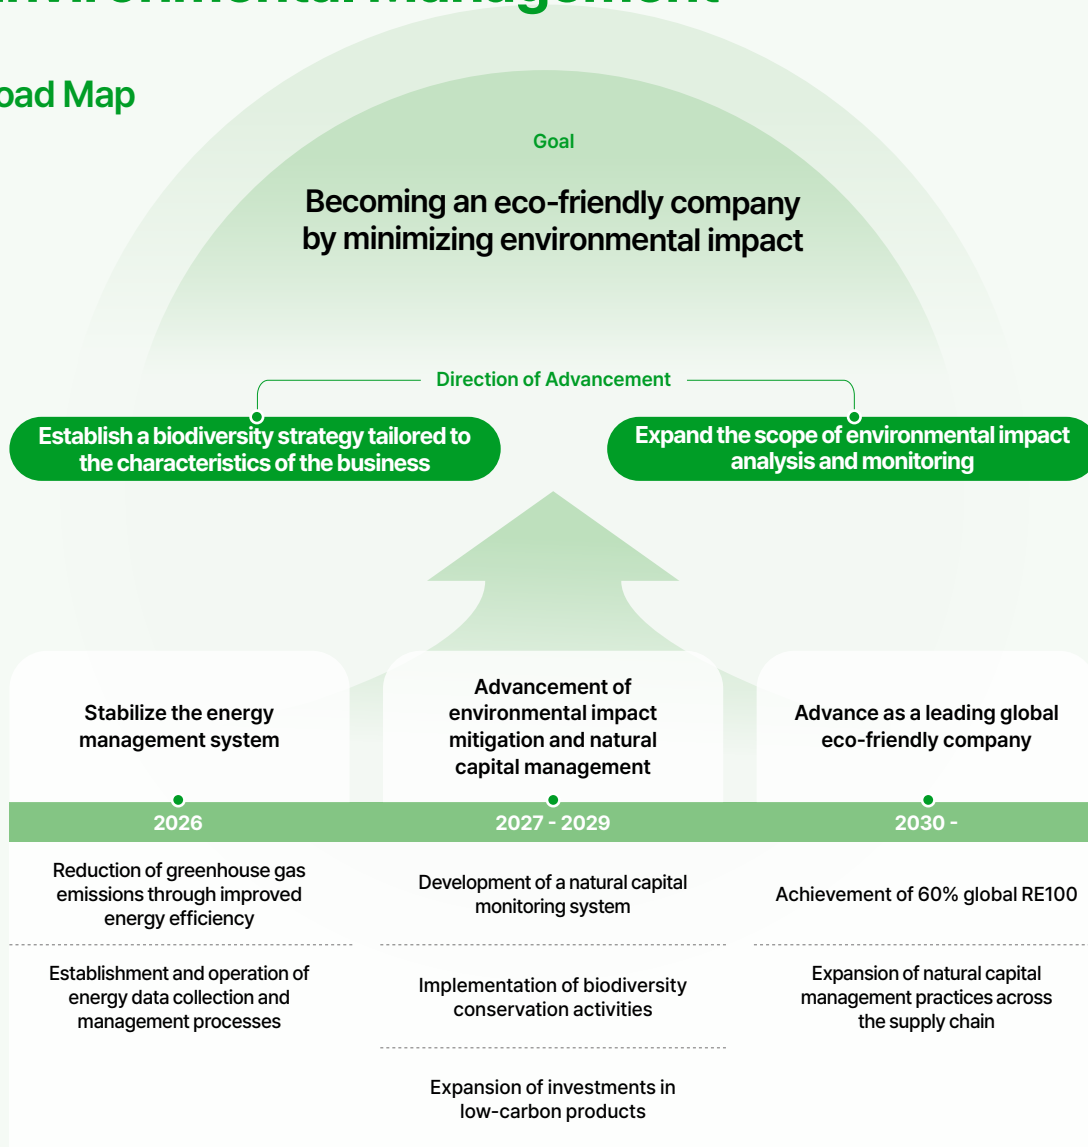 Environmental Management
Road Map
Goal
Becoming an eco-friendly company
by minimizing environmental impact
Direction of Advancement
Establish a biodiversity strategy tailored to
the characteristics of the business
Expand the scope of environmental impact
analysis and monitoring
Stabilize the energy
management system
Advancement of
environmental impact
mitigation and natural
capital management
Advance as a leading global
eco-friendly company
2026
2027 - 2029
2030 -
Reduction of greenhouse gas
emissions through improved
energy efficiency
Establishment and operation of
energy data collection and
management processes
Development of a natural capital
monitoring system
Implementation of biodiversity
conservation activities
Expansion of investments in
low-carbon products
Achievement of 60% global RE100
Expansion of natural capital
management practices across
the supply chain